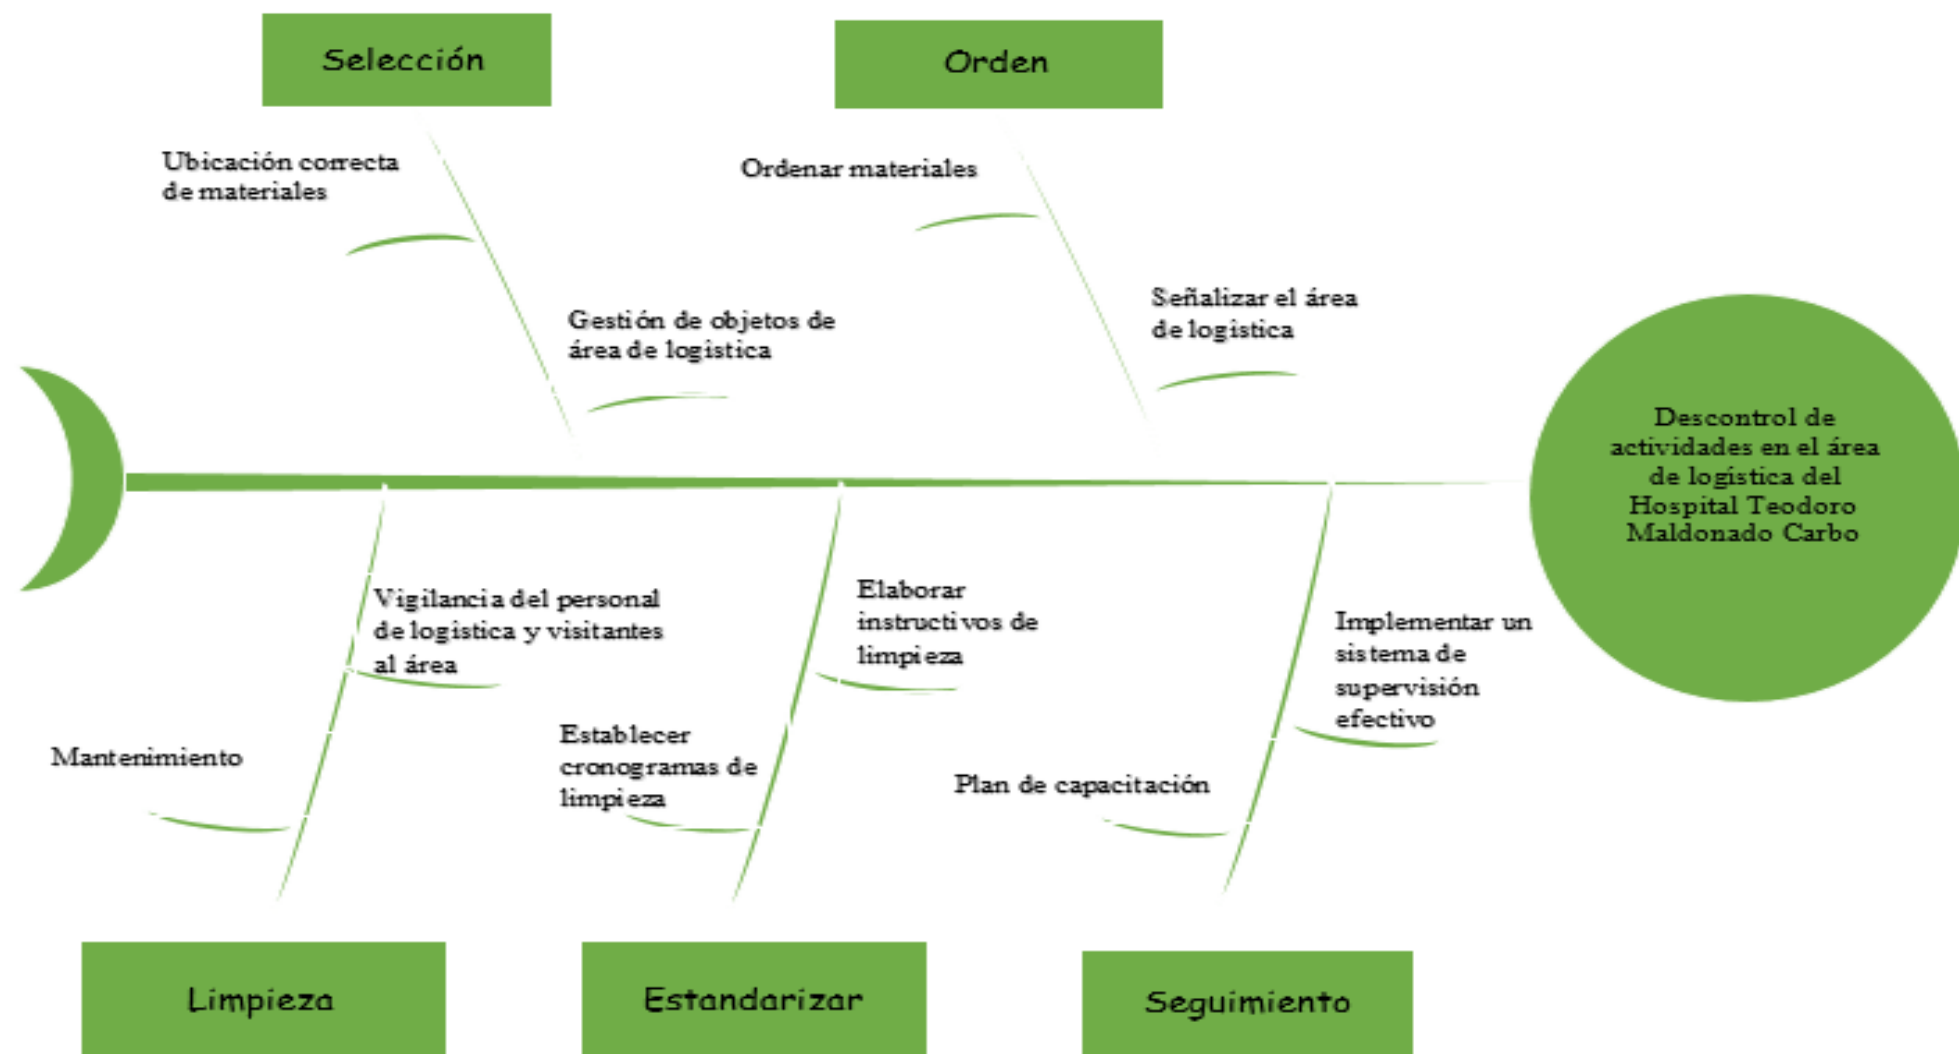 Selección
Orden
Ubicación correcta
de materiales
Ordenar materiales
Gestión de objetos de
área de logistica
Señalizar el área
de logistica
Descontrol de
actividades en el área
de logística del
Hospital Teodoro
Maldonado Carbo
Vigilancia del personal
de logistica y visitantes
al área
Mantenimiento
Elaborar
instructivos de
limpieza
Establecer
cronogramas de
limpieza
Implementar un
sistema de
supervisión
efectivo
Plan de capacitación
Limpieza
Estandarizar
Seguimiento